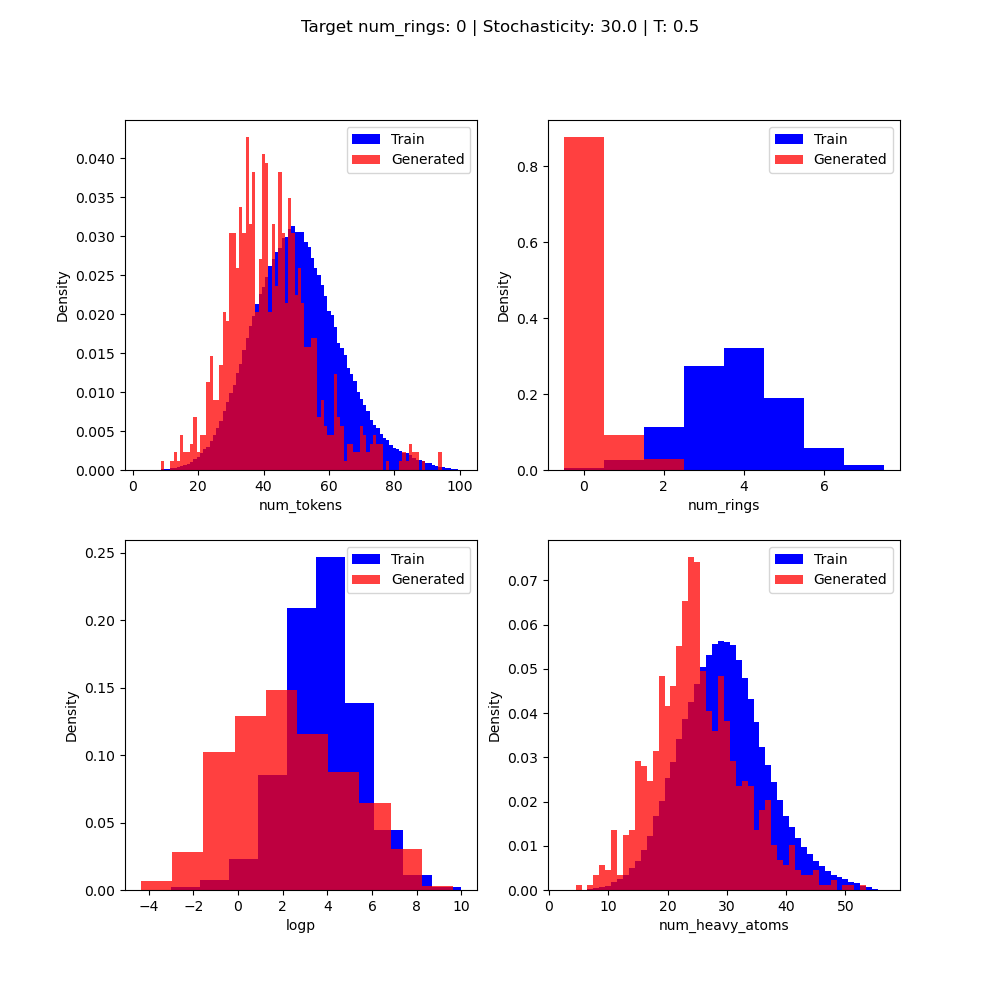 Target num_rings: 0 | Stochasticity: 30.0 | T: 0.5
Train
Generated
0.040
0.035
0.030
0.025
0.020
0.015
0.010
0.005
0.000
Density
0 20 40 60 80 100
num_tokens
Train
Generated
0.8
0.6
0.4
0.2
0.0
Density
0 2 4 6
num_rings
Train
Generated
0.25
0.20
0.15
0.10
0.05
0.00
Density
−4 −2 0 2 4 6 8 10
logp
Train
Generated
0.07
0.06
0.05
0.04
0.03
0.02
0.01
0.00
Density
0 10 20 30 40 50
num_heavy_atoms